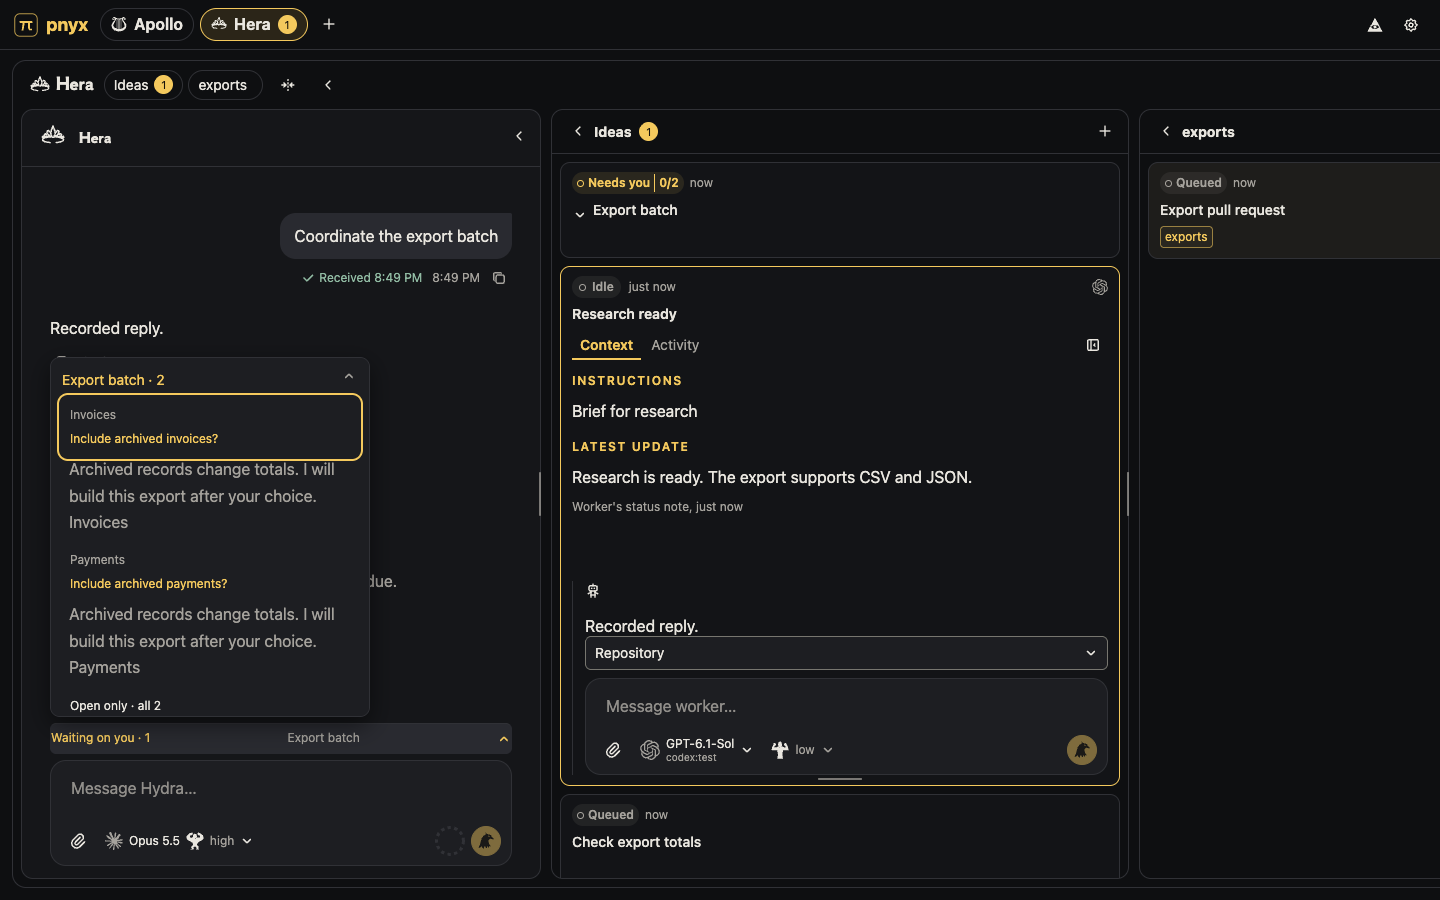 pnyx
Apollo
Hera 1
Hera
Ideas 1
exports
Hera
Coordinate the export batch
Received 8:49 PM 8:49 PM
Recorded reply.
Export batch · 2
Invoices
Include archived invoices?
Archived records change totals. I will
build this export after your choice.
Invoices
Payments
Include archived payments?
Archived records change totals. I will
build this export after your choice.
Payments
Open only · all 2
due.
Waiting on you · 1 Export batch
Message Hydra...
Opus 5.5 high
Ideas 1
Needs you 0/2 now
Export batch
Idle just now
Research ready
Context Activity
INSTRUCTIONS
Brief for research
LATEST UPDATE
Research is ready. The export supports CSV and JSON.
Worker's status note, just now
Recorded reply.
Repository
Message worker...
GPT-6.1-Sol
codex:test
low
Queued now
Check export totals
exports
Queued now
Export pull request
exports